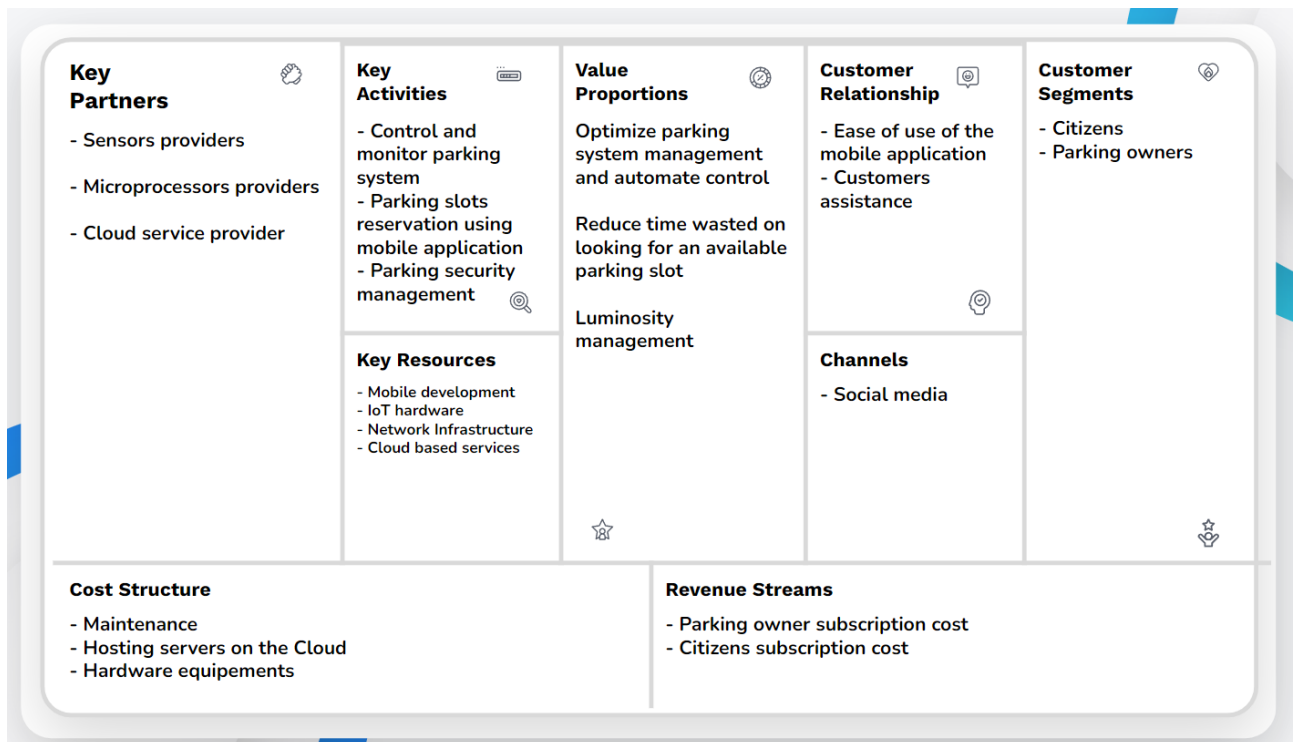 Key
Partners
- Sensors providers
- Microprocessors providers
- Cloud service provider
Key
Activities
- Control and
monitor parking
system
- Parking slots
reservation using
mobile application
- Parking security
management
Key Resources
- Mobile development
- IoT hardware
- Network Infrastructure
- Cloud based services
Value
Proportions
Optimize parking
system management
and automate control
Reduce time wasted on
looking for an available
parking slot
Luminosity
management
Customer
Relationship
- Ease of use of the
mobile application
- Customers
assistance
Channels
- Social media
Customer
Segments
- Citizens
- Parking owners
Cost Structure
- Maintenance
- Hosting servers on the Cloud
- Hardware equipements
Revenue Streams
- Parking owner subscription cost
- Citizens subscription cost